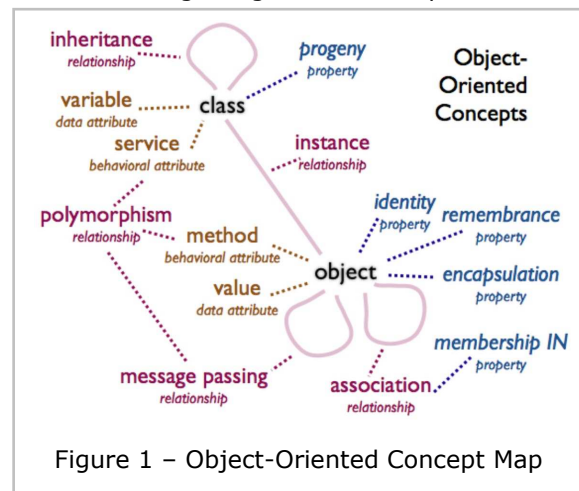 inheritance
relationship
progeny
property
Object-
Oriented
Concepts
variable
data attribute
class
service
behavioral attribute
instance
relationship
polymorphism
relationship
method
behavioral attribute
identity
property
remembrance
property
object
encapsulation
property
value
data attribute
membership IN
property
message passing
relationship
association
relationship
Figure 1 – Object-Oriented Concept Map